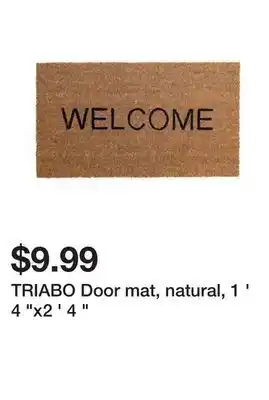 WELCOME
$9.99
TRIABO Door mat, natural, 1 '
4 "x2 ' 4 "